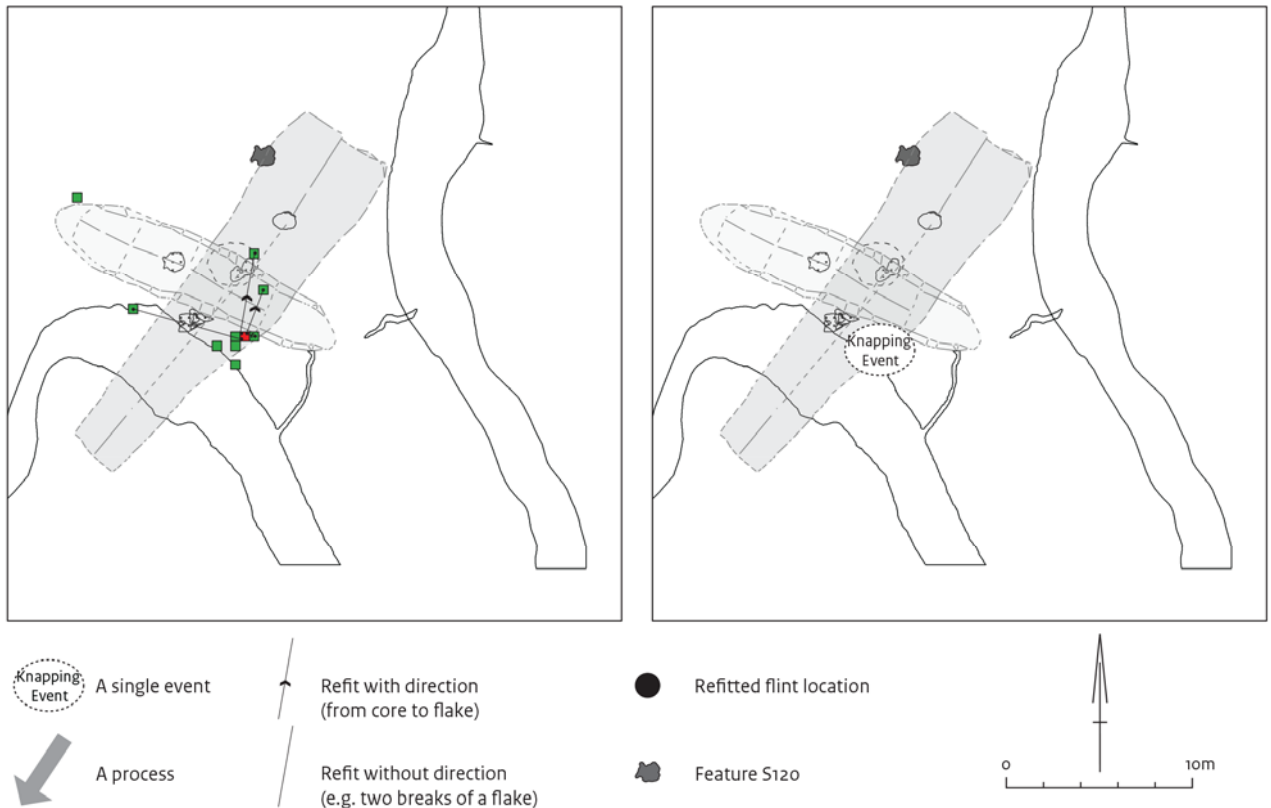 Knapping
Event
Knapping
Event
A single event
Refit with direction
(from core to flake)
Refitted flint location
A process
Refit without direction
(e.g. two breaks of a flake)
Feature S120
0 10m